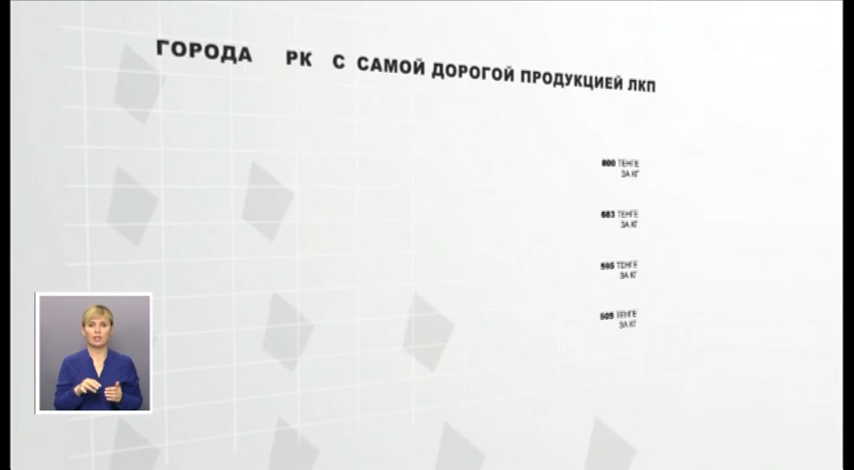 ГОРОДА РК С САМОЙ ДОРОГОЙ ПРОДУКЦИЕЙ ЛКП
800 ТЕНГЕ
ЗА КГ
683 ТЕНГЕ
ЗА КГ
595 ТЕНГЕ
ЗА КГ
505 ТЕНГЕ
ЗА КГ